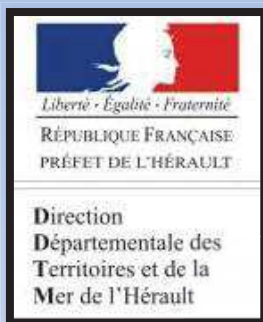 Liberté • Égalité • Fraternité
RÉPUBLIQUE FRANÇAISE
PRÉFET DE L'HÉRAULT
Direction
Départementale des
Territoires et de la
Mer de l'Hérault